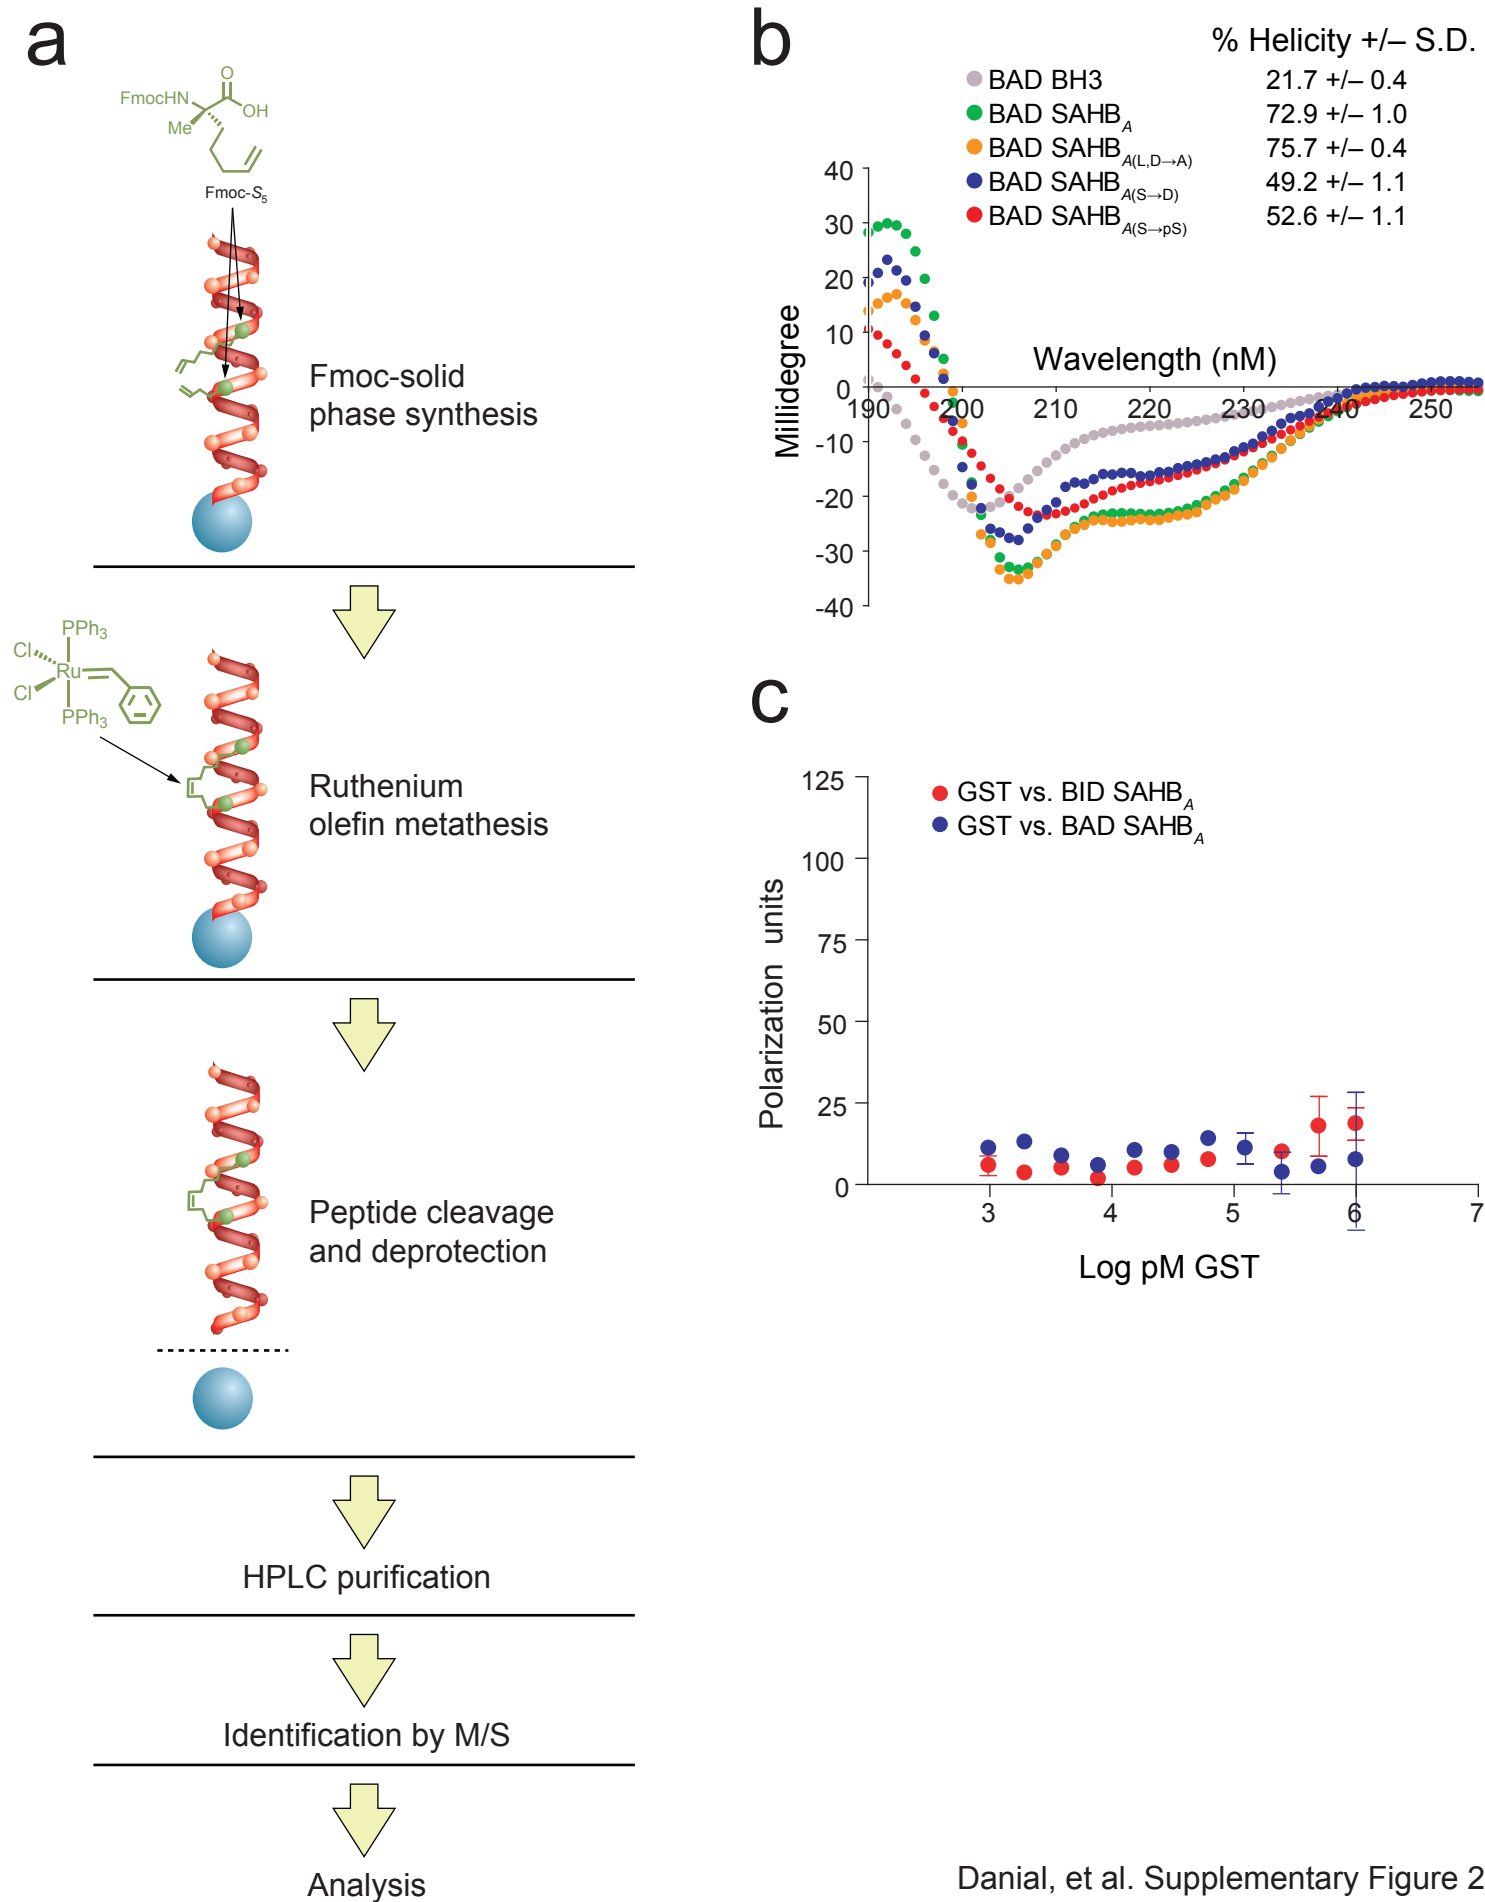 a
FmocHN
O
OH
Me
Fmoc-S5
Fmoc-solid
phase synthesis
PPh3
Cl
Ru
Cl
PPh3
Ruthenium
olefin metathesis
Peptide cleavage
and deprotection
HPLC purification
Identification by M/S
Analysis
b
% Helicity +/– S.D.
BAD BH3 21.7 +/– 0.4
BAD SAHBA 72.9 +/– 1.0
BAD SAHBA(L,D→A) 75.7 +/– 0.4
BAD SAHBA(S→D) 49.2 +/– 1.1
BAD SAHBA(S→pS) 52.6 +/– 1.1
Millidegree
40
30
20
10
0
-10
-20
-30
-40
Wavelength (nM)
190 200 210 220 230 240 250
c
GST vs. BID SAHBA
GST vs. BAD SAHBA
Polarization units
125
100
75
50
25
0
3 4 5 6 7
Log pM GST
Danial, et al. Supplementary Figure 2